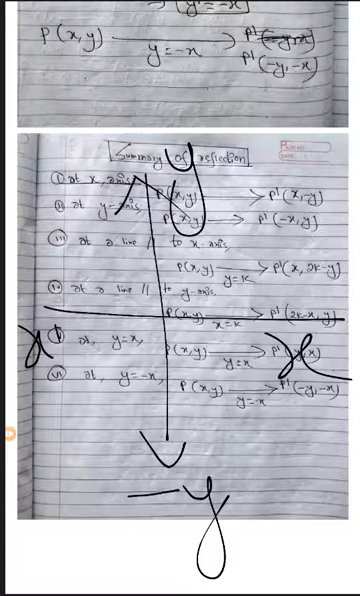 → y=-x
P(x,y) y=-x → P'(-y,-x)
P'(-y,-x)
Summary of reflection
(i) at x, axis
P(x,y) → P'(x,-y)
(ii) at y-axis,
P(x,y) → P'(-x,y)
(iii) at a line // to x-axis,
P(x,y) y=k → P'(x, 2k-y)
(iv) at a line // to y-axis,
P(x,y) x=k → P'(2k-x, y)
(v) at, y=x,
P(x,y) y=x → P'(y,x)
(vi) at, y=-x,
P(x,y) y=x → P'(-y,-x)
y
x
x
-y